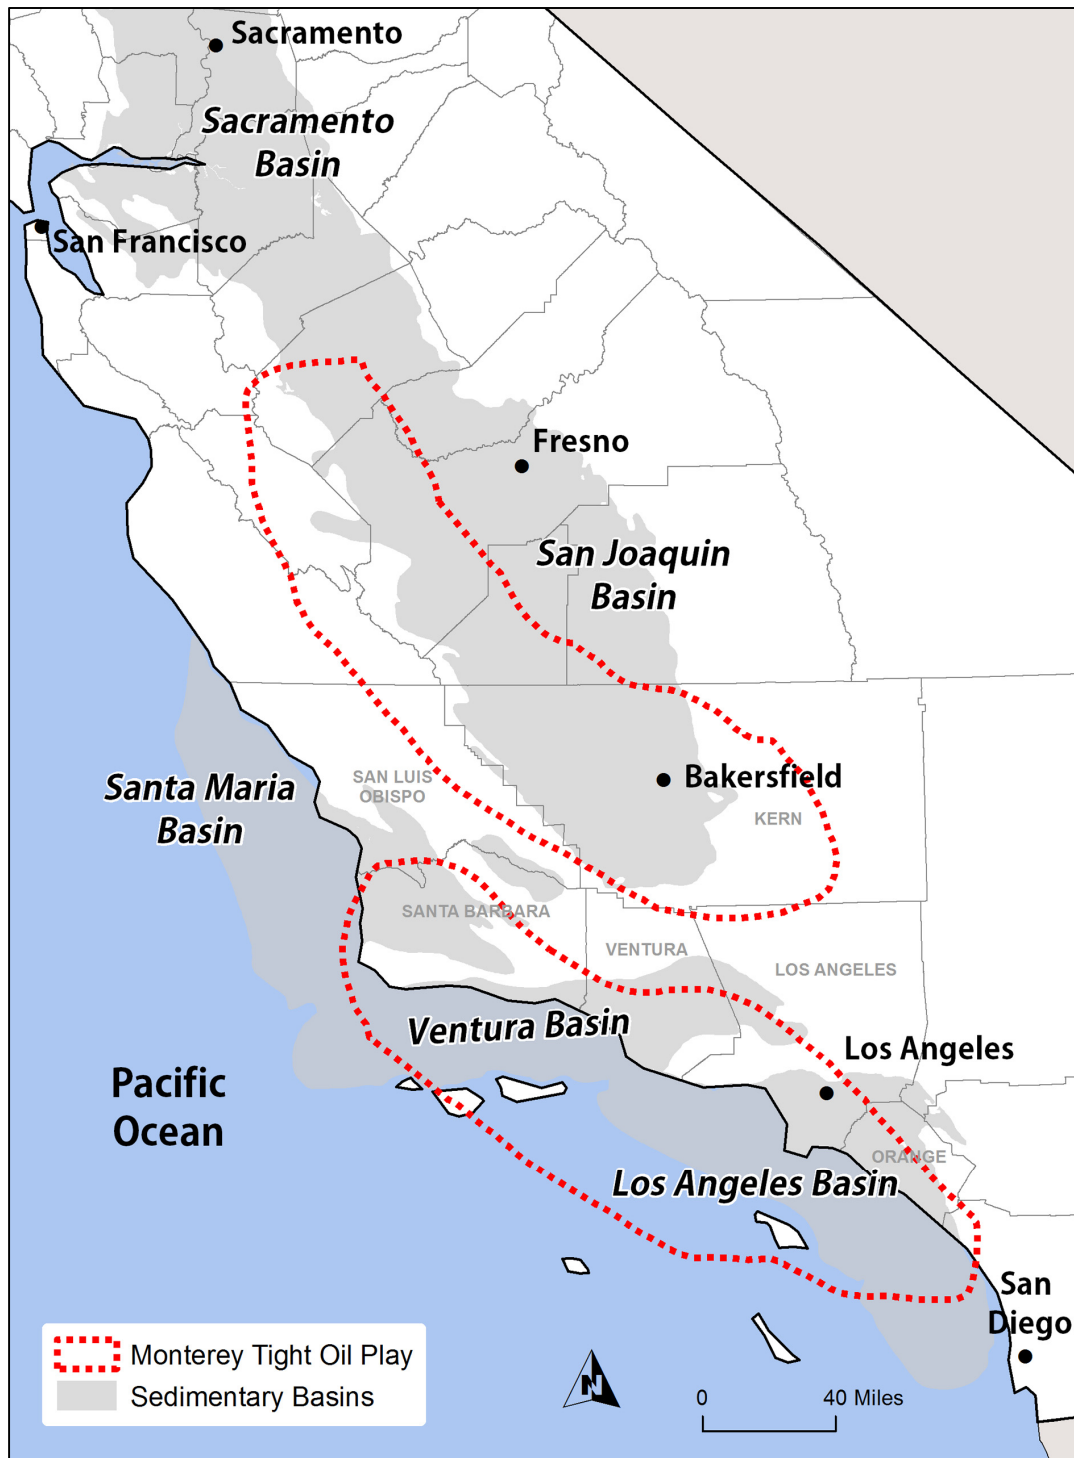 Sacramento
Sacramento
Basin
San Francisco
Fresno
San Joaquin
Basin
Santa Maria
Basin
SAN LUIS
OBISPO
Bakersfield
KERN
SANTA BARBARA
VENTURA
LOS ANGELES
Ventura Basin
Los Angeles
Pacific
Ocean
ORANGE
Los Angeles Basin
San
Diego
Monterey Tight Oil Play
Sedimentary Basins
N
0 40 Miles